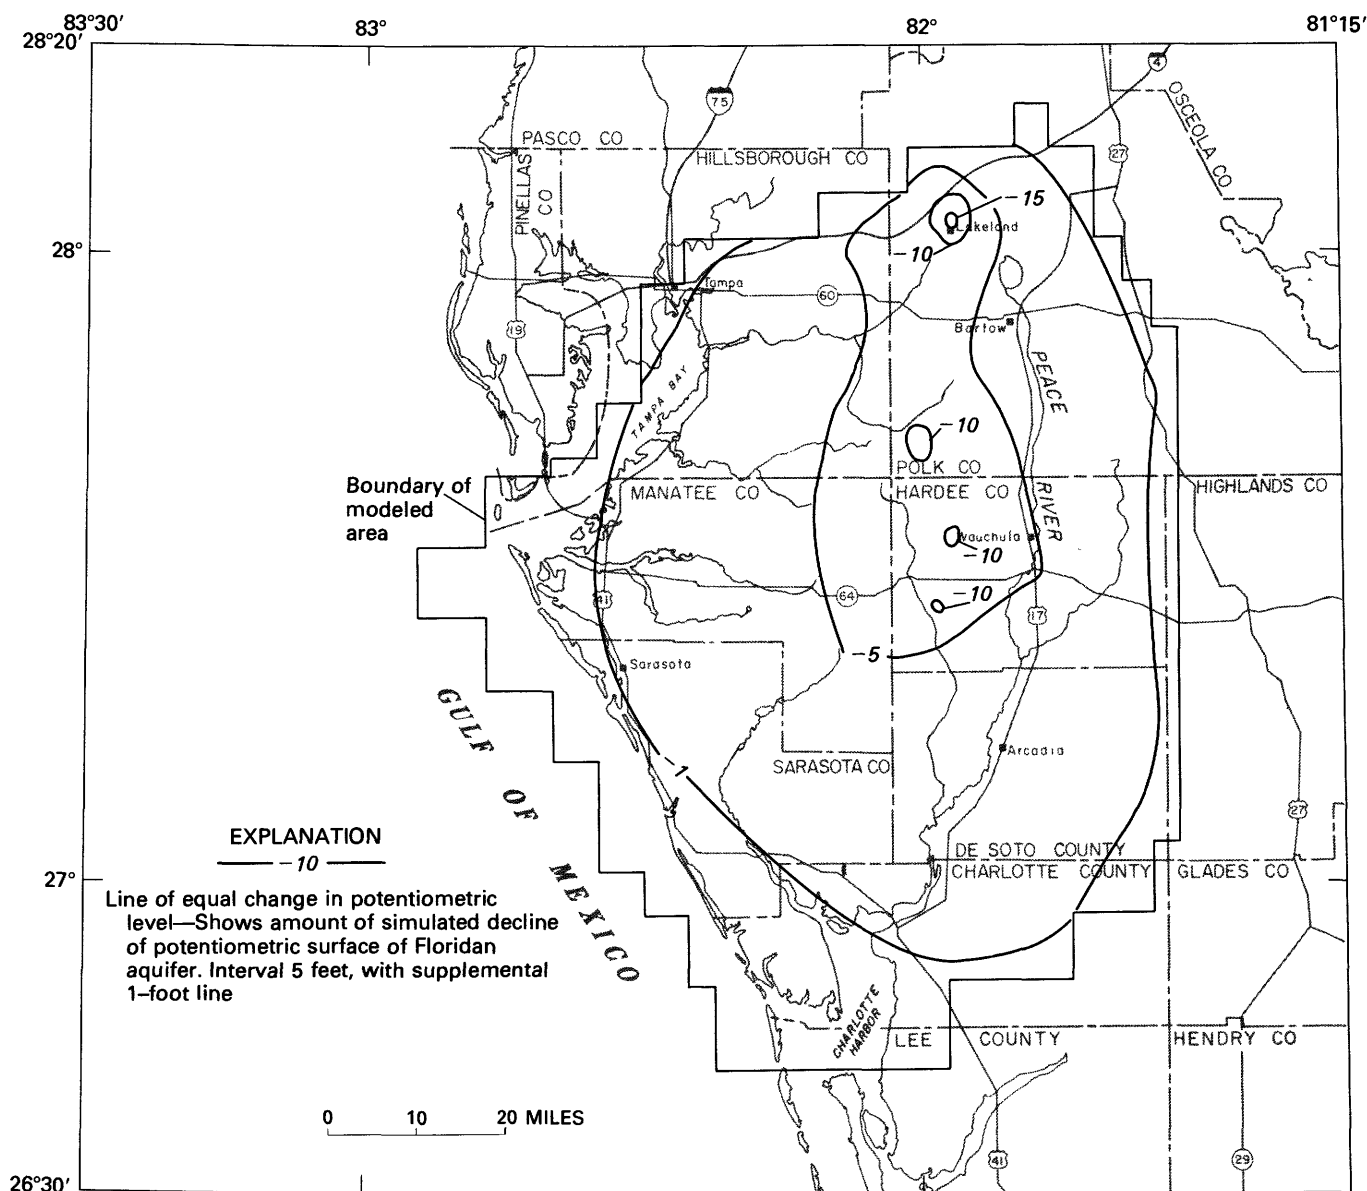 83°30'
83°
82°
81°15'
28°20'
4
75
OSCEOLA CO
PASCO CO
27
HILLSBOROUGH CO
PINELLAS
CO
-15
Lakeland
28°
-10
Tampa
60
19
Bartow
PEACE
TAMPA BAY
-10
POLK CO
Boundary of
modeled
area
MANATEE CO
HARDEE CO
HIGHLANDS CO
RIVER
Wauchula
-10
64
-10
41
17
-5
Sarasota
GULF OF MEXICO
Arcadia
-1
SARASOTA CO
27
EXPLANATION
-10
DE SOTO COUNTY
CHARLOTTE COUNTY
GLADES CO
27°
Line of equal change in potentiometric
level—Shows amount of simulated decline
of potentiometric surface of Floridan
aquifer. Interval 5 feet, with supplemental
1-foot line
CHARLOTTE
HARBOR
LEE COUNTY
HENDRY CO
0 10 20 MILES
41
29
26°30'